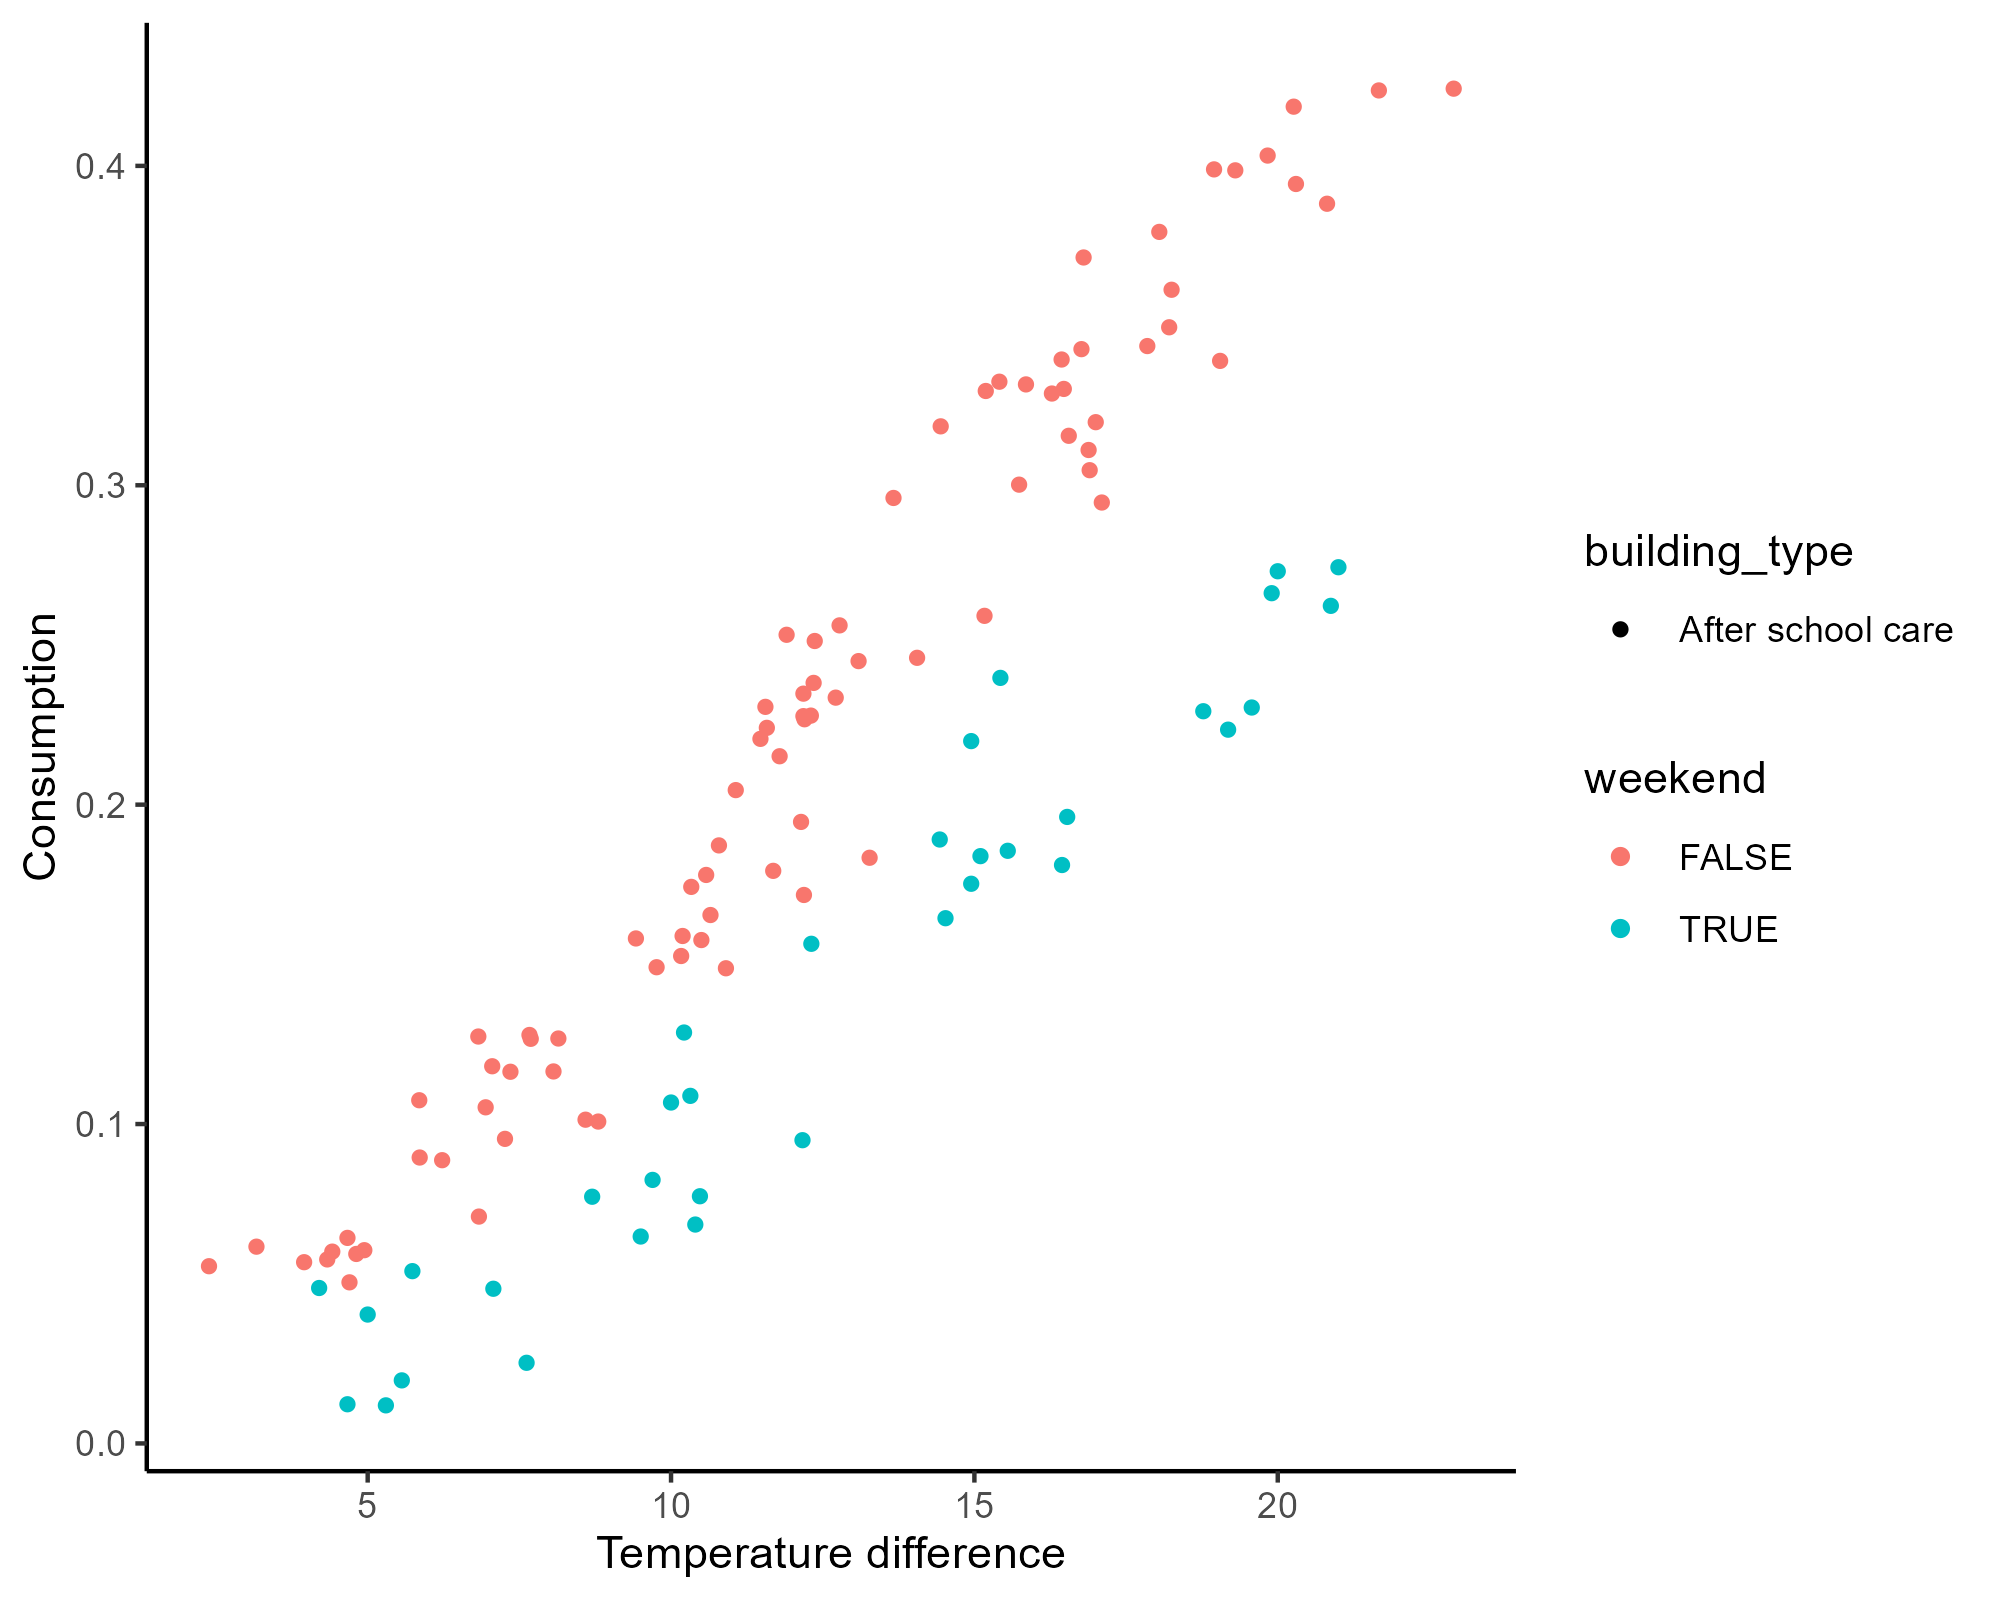 0.4
0.3
0.2
0.1
0.0
Consumption
5 10 15 20
Temperature difference
building_type
After school care
weekend
FALSE
TRUE